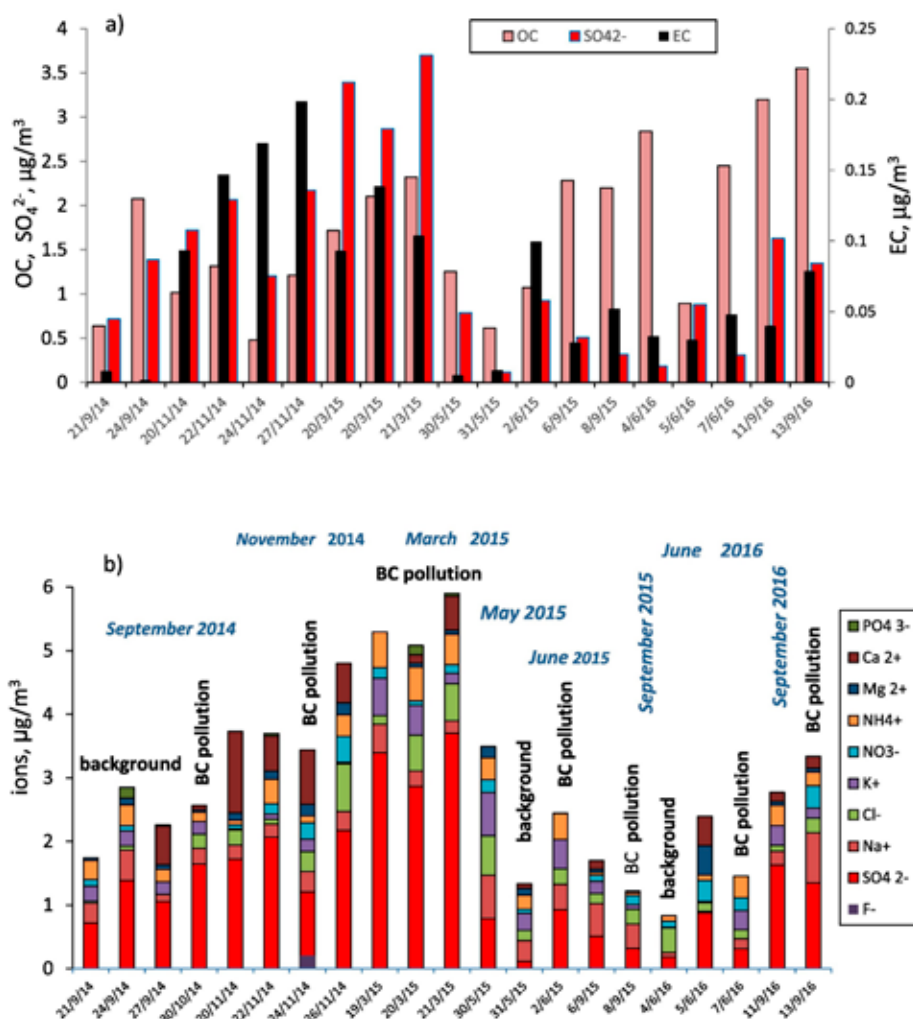 a)
OC SO42- EC
4
3.5
3
2.5
2
1.5
1
0.5
0
OC, SO₄²⁻, µg/m³
0.25
0.2
0.15
0.1
0.05
0
EC, µg/m³
21/9/14
24/9/14
20/11/14
22/11/14
24/11/14
27/11/14
20/3/15
20/3/15
21/3/15
30/5/15
31/5/15
2/6/15
6/9/15
8/9/15
4/6/16
5/6/16
7/6/16
11/9/16
13/9/16
b)
November 2014
March 2015
June 2016
BC pollution
September 2014
May 2015
June 2015
September 2015
September 2016
background
BC pollution
BC pollution
background
BC pollution
BC pollution
background
BC pollution
BC pollution
6
5
4
3
2
1
0
ions, µg/m³
PO4 3-
Ca 2+
Mg 2+
NH4+
NO3-
K+
Cl-
Na+
SO4 2-
F-
21/9/14
24/9/14
27/9/14
30/10/14
20/11/14
22/11/14
24/11/14
26/11/14
19/3/15
20/3/15
21/3/15
30/5/15
31/5/15
2/6/15
6/9/15
8/9/15
4/6/16
5/6/16
7/6/16
11/9/16
13/9/16